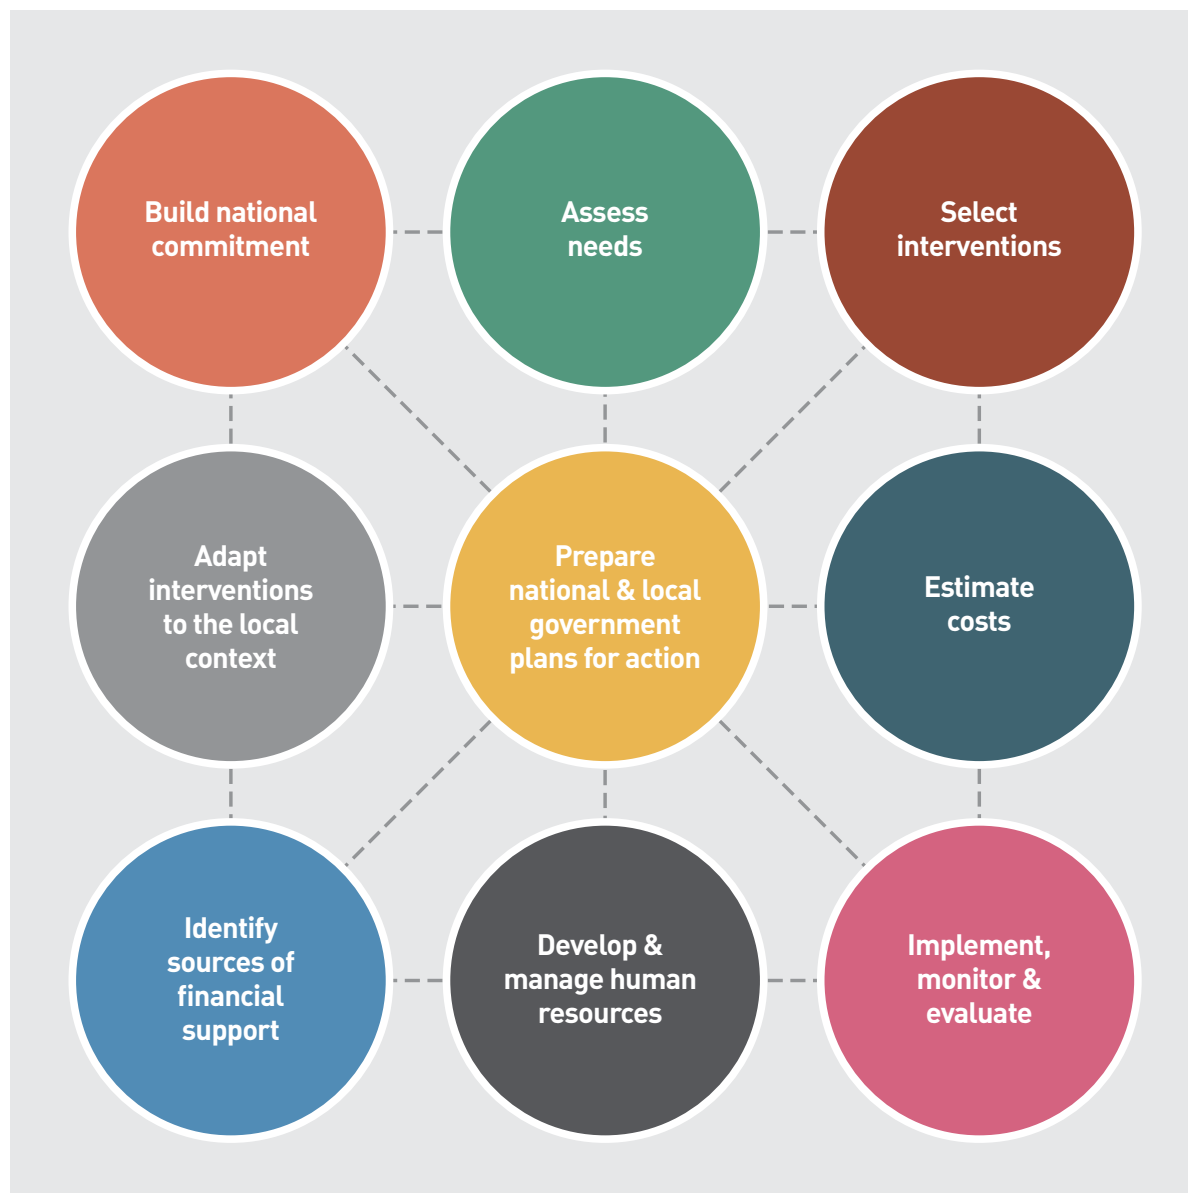 Build national
commitment
Assess
needs
Select
interventions
Adapt
interventions
to the local
context
Prepare
national & local
government
plans for action
Estimate
costs
Identify
sources of
financial
support
Develop &
manage human
resources
Implement,
monitor &
evaluate